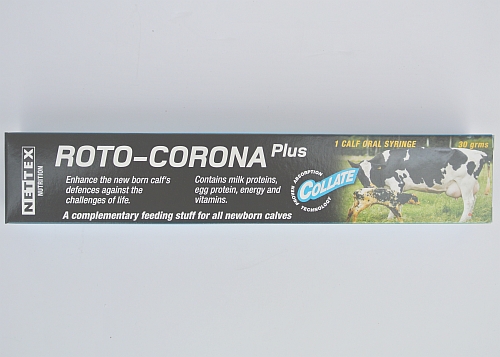 NETTEX
NUTRITION
ROTO-CORONA Plus
Enhance the new born calf's
defences against the
challenges of life.
Contains milk proteins,
egg protein, energy and
vitamins.
A complementary feeding stuff for all newborn calves
1 CALF ORAL SYRINGE
30 grms
COLLATE
ABSORPTION
TECHNOLOGY